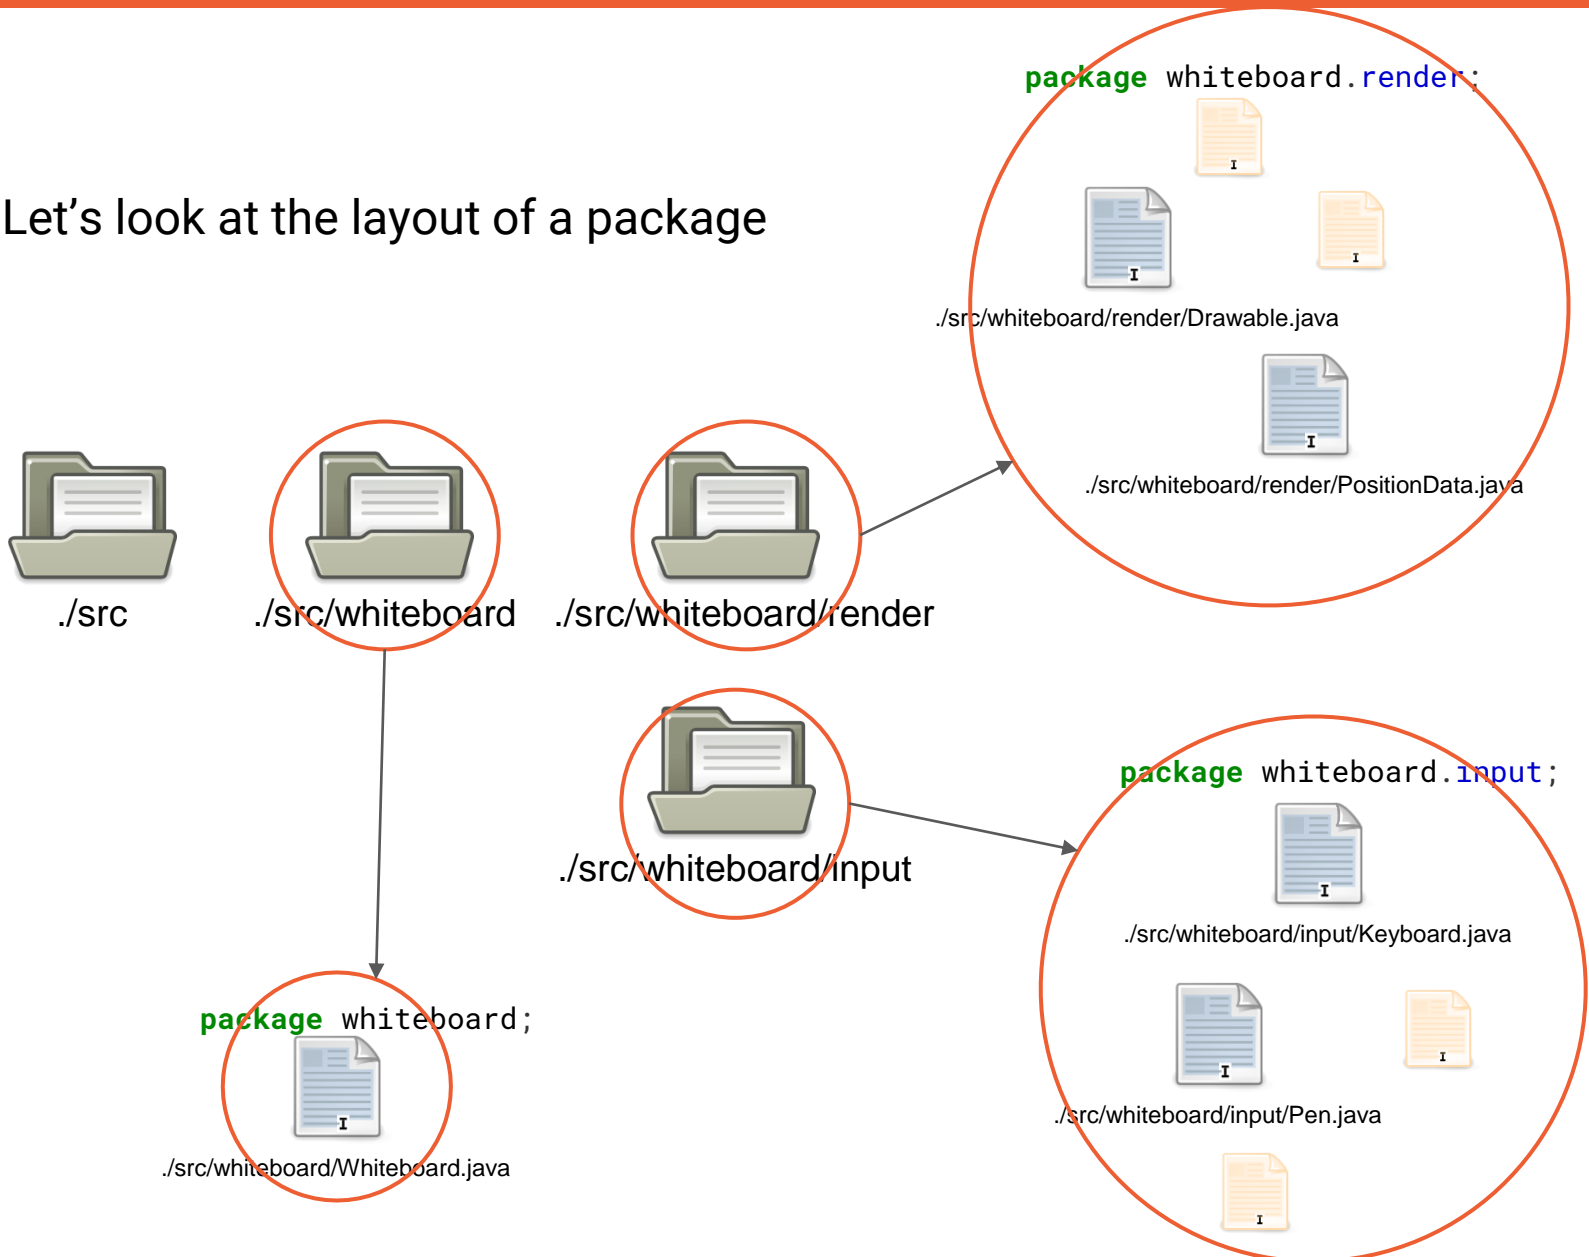 package whiteboard.render;
Let’s look at the layout of a package
./src/whiteboard/render/Drawable.java
./src/whiteboard/render/PositionData.java
./src
./src/whiteboard
./src/whiteboard/render
package whiteboard.input;
./src/whiteboard/input
./src/whiteboard/input/Keyboard.java
package whiteboard;
./src/whiteboard/input/Pen.java
./src/whiteboard/Whiteboard.java